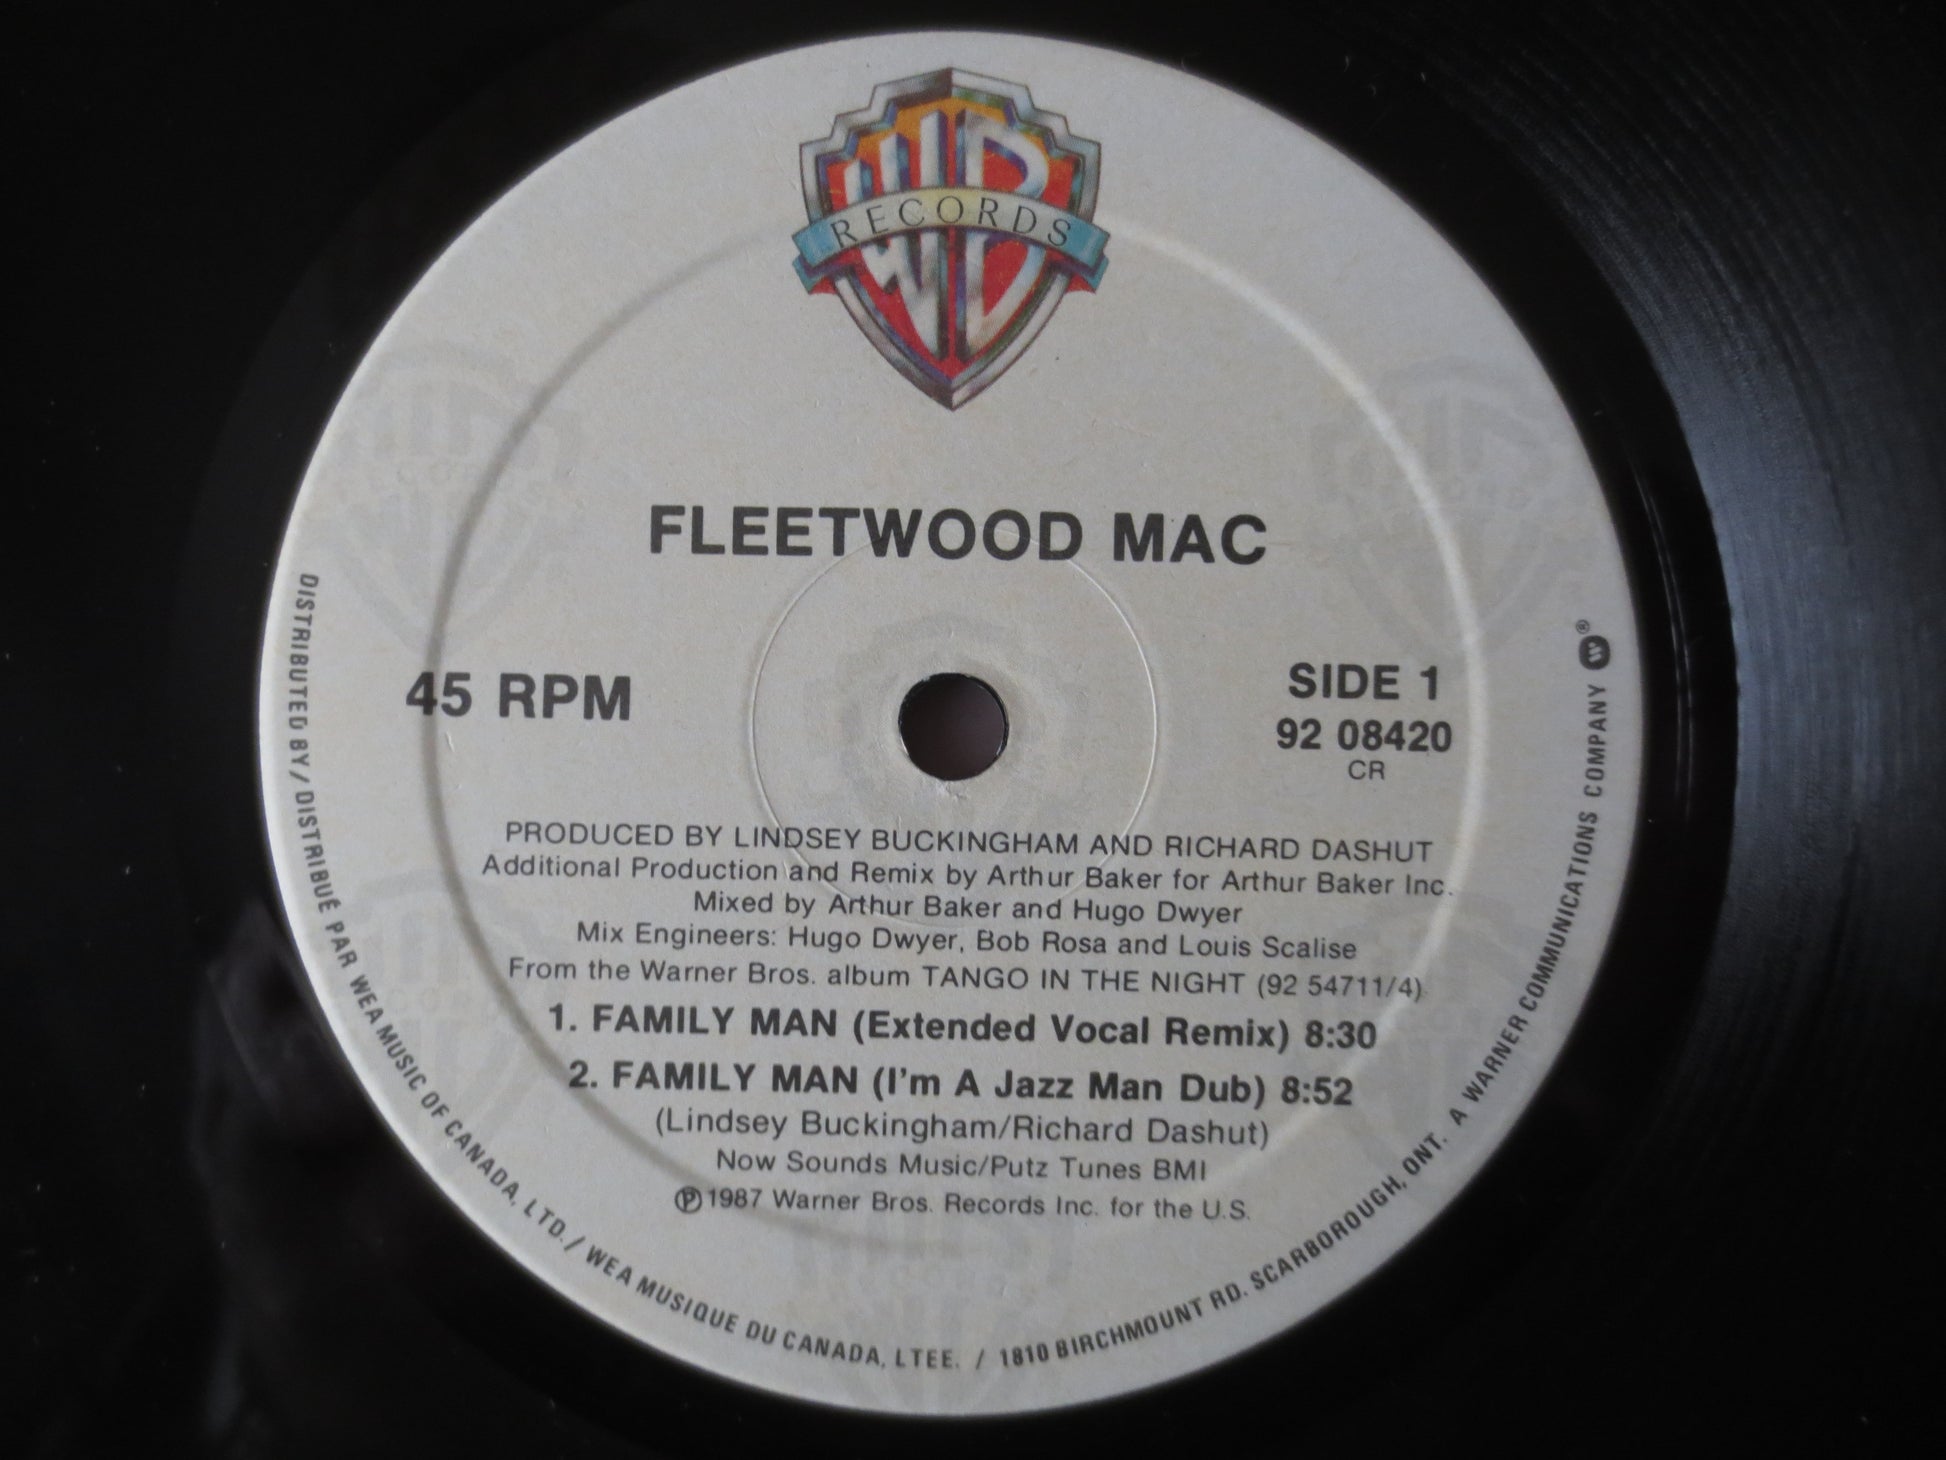 WB
RECORDS
FLEETWOOD MAC
45 RPM
SIDE 1
92 08420
CR
PRODUCED BY LINDSEY BUCKINGHAM AND RICHARD DASHUT
Additional Production and Remix by Arthur Baker for Arthur Baker Inc.
Mixed by Arthur Baker and Hugo Dwyer
Mix Engineers: Hugo Dwyer, Bob Rosa and Louis Scalise
From the Warner Bros. album TANGO IN THE NIGHT (92 54711/4)
1. FAMILY MAN (Extended Vocal Remix) 8:30
2. FAMILY MAN (I'm A Jazz Man Dub) 8:52
(Lindsey Buckingham/Richard Dashut)
Now Sounds Music/Putz Tunes BMI
℗1987 Warner Bros. Records Inc. for the U.S.
DISTRIBUTED BY/DISTRIBUÉ PAR WEA MUSIC OF CANADA, LTD./WEA MUSIQUE DU CANADA, LTEE. / 1810 BIRCHMOUNT RD. SCARBOROUGH, ONT. A WARNER COMMUNICATIONS COMPANY W®